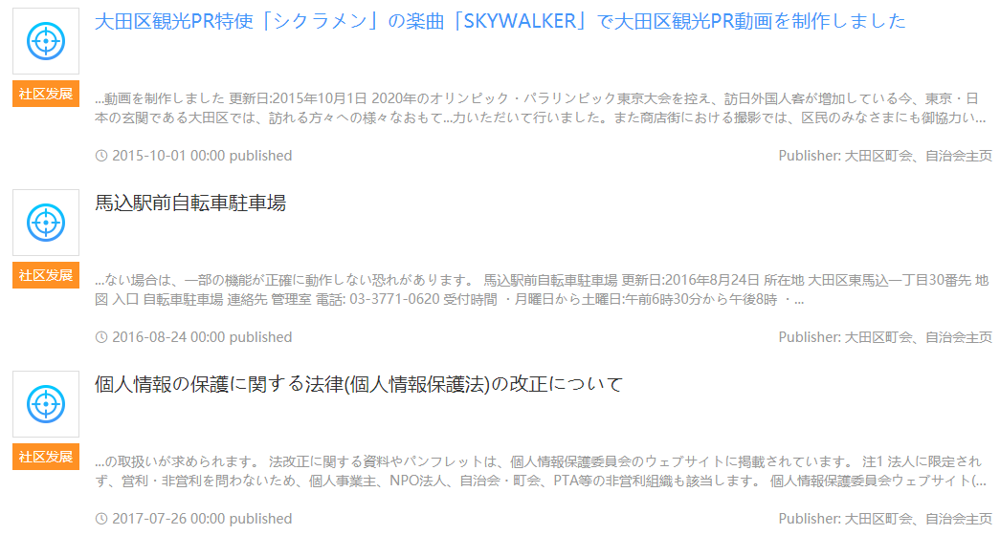 大田区観光PR特使「シクラメン」の楽曲「SKYWALKER」で大田区観光PR動画を制作しました
社区发展
...動画を制作しました 更新日:2015年10月1日 2020年のオリンピック・パラリンピック東京大会を控え、訪日外国人客が増加している今、東京・日
本の玄関である大田区では、訪れる方々への様々なおもて...力いただいて行いました。また商店街における撮影では、区民のみなさまにも御協力い...
2015-10-01 00:00 published
Publisher: 大田区町会、自治会主页
馬込駅前自転車駐車場
社区发展
...ない場合は、一部の機能が正確に動作しない恐れがあります。 馬込駅前自転車駐車場 更新日:2016年8月24日 所在地 大田区東馬込一丁目30番先 地
図 入口 自転車駐車場 連絡先 管理室 電話: 03-3771-0620 受付時間 ・月曜日から土曜日:午前6時30分から午後8時 ・...
2016-08-24 00:00 published
Publisher: 大田区町会、自治会主页
個人情報の保護に関する法律(個人情報保護法)の改正について
社区发展
...の取扱いが求められます。 法改正に関する資料やパンフレットは、個人情報保護委員会のウェブサイトに掲載されています。 注1 法人に限定され
ず、営利・非営利を問わないため、個人事業主、NPO法人、自治会・町会、PTA等の非営利組織も該当します。 個人情報保護委員会ウェブサイト(...
2017-07-26 00:00 published
Publisher: 大田区町会、自治会主页